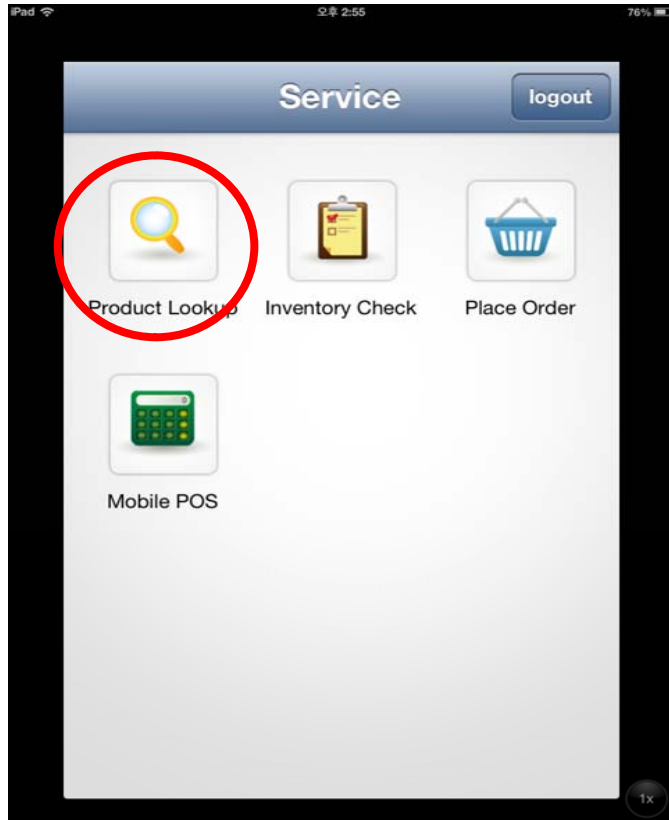 iPad 오후 2:55 76%
Service logout
Product Lookup Inventory Check Place Order
Mobile POS
1x